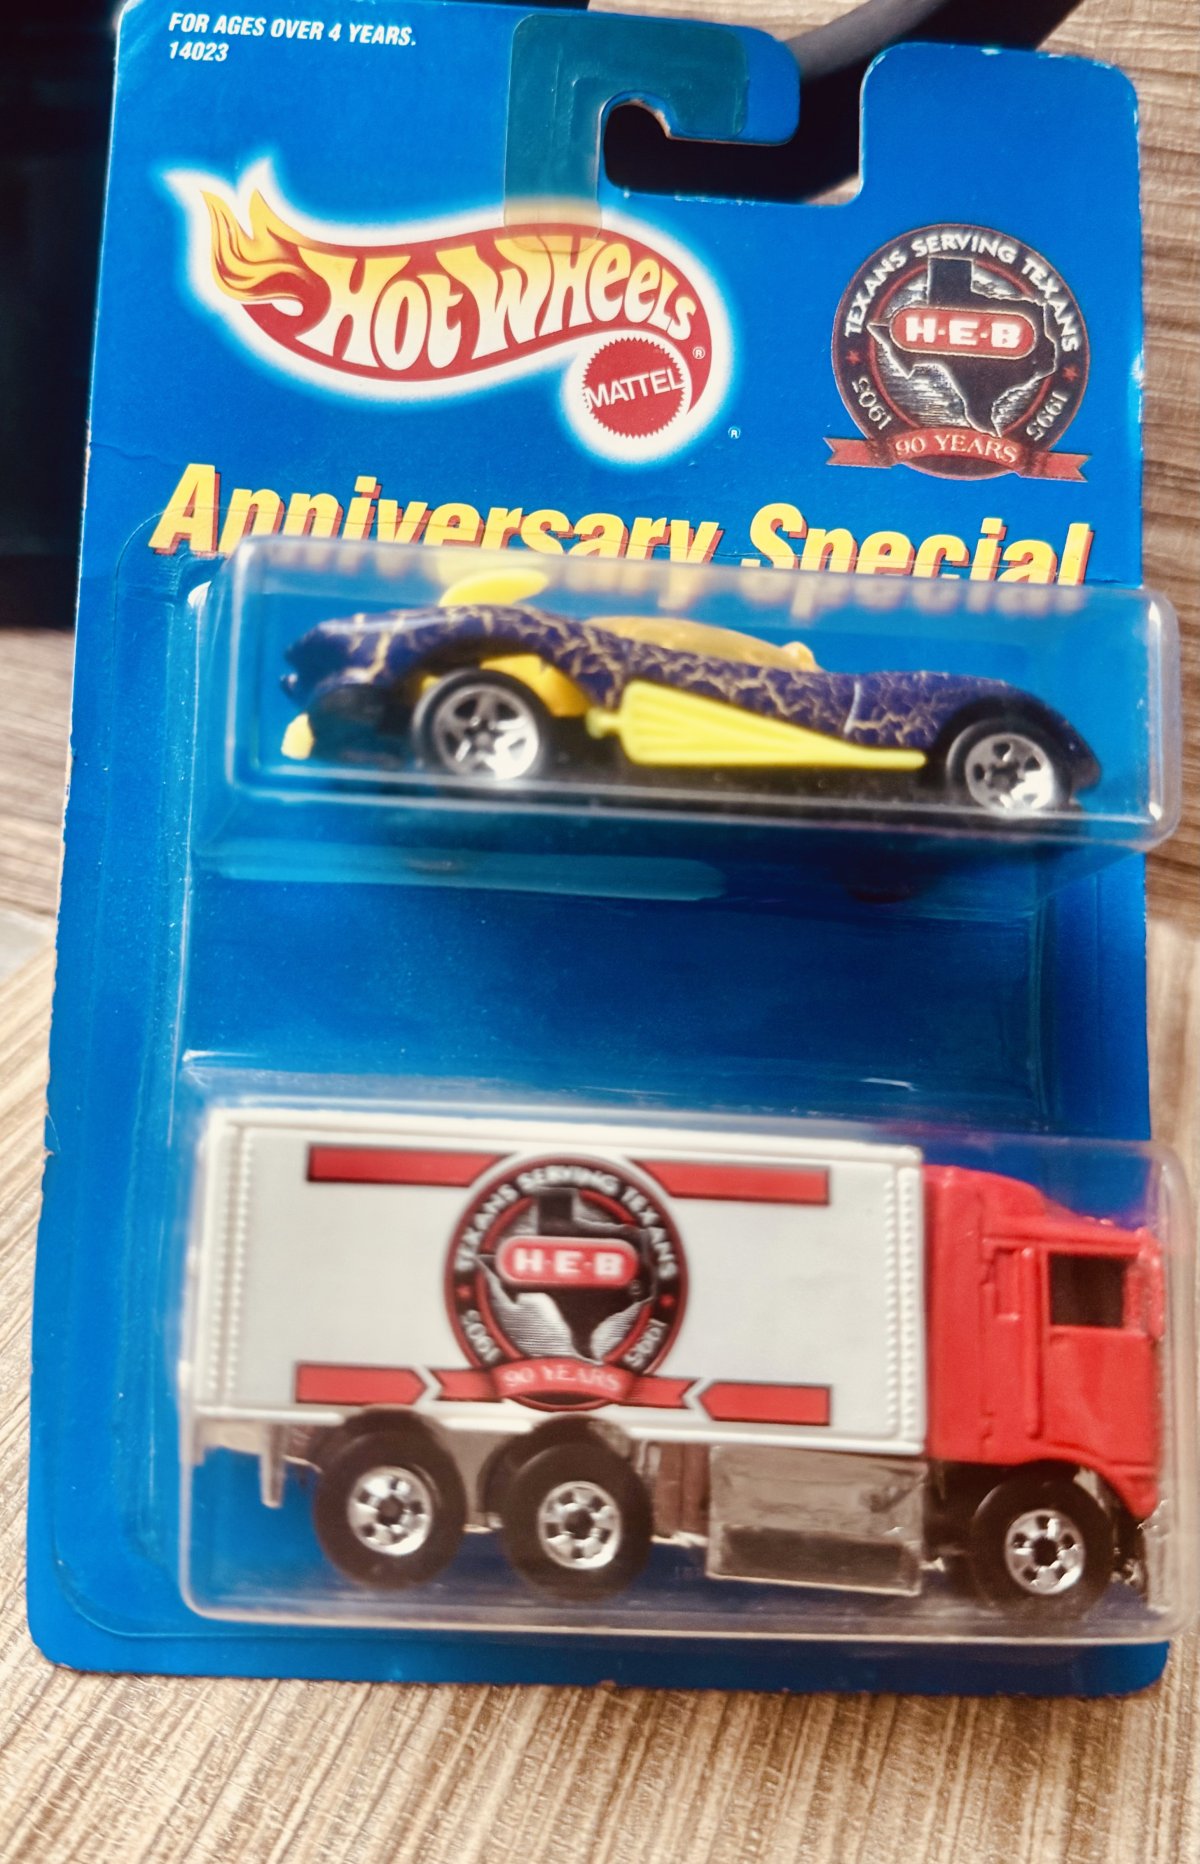 FOR AGES OVER 4 YEARS.
14023
HOT WHEELS®
MATTEL
®
TEXANS SERVING TEXANS
H·E·B
1905 1995
90 YEARS
Anniversary Special
TEXANS SERVING TEXANS
H·E·B
1905 1995
90 YEARS